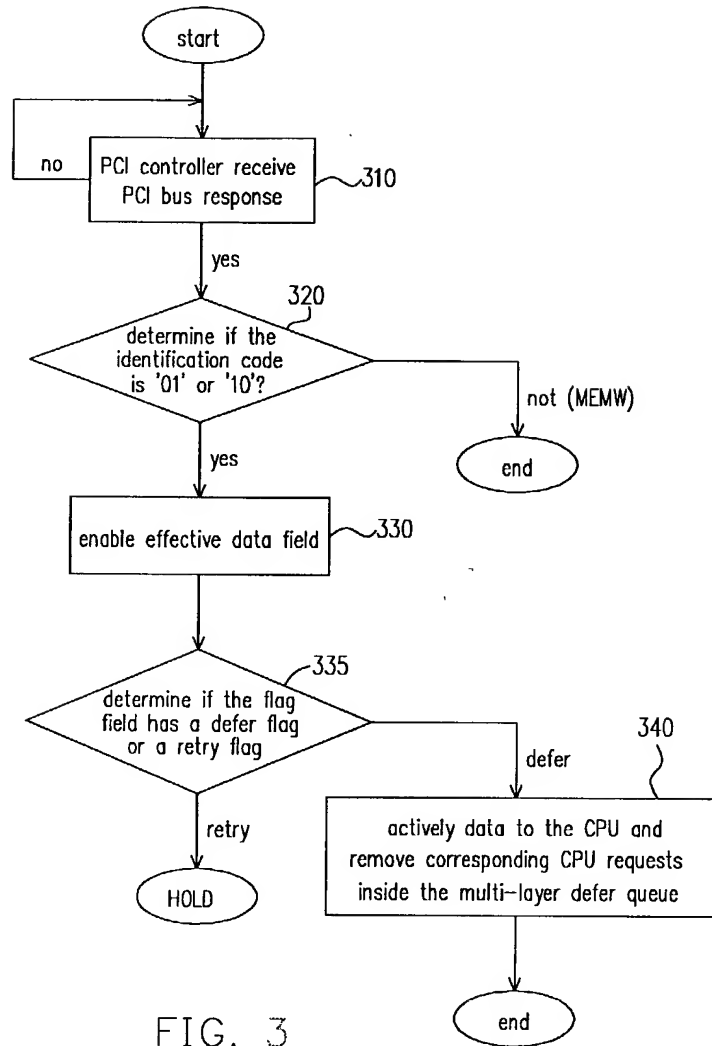 start
no
PCI controller receive
PCI bus response
310
yes
320
determine if the
identification code
is '01' or '10'?
not (MEMW)
yes
end
enable effective data field
330
335
determine if the flag
field has a defer flag
or a retry flag
340
defer
retry
actively data to the CPU and
remove corresponding CPU requests
inside the multi-layer defer queue
HOLD
end
FIG. 3